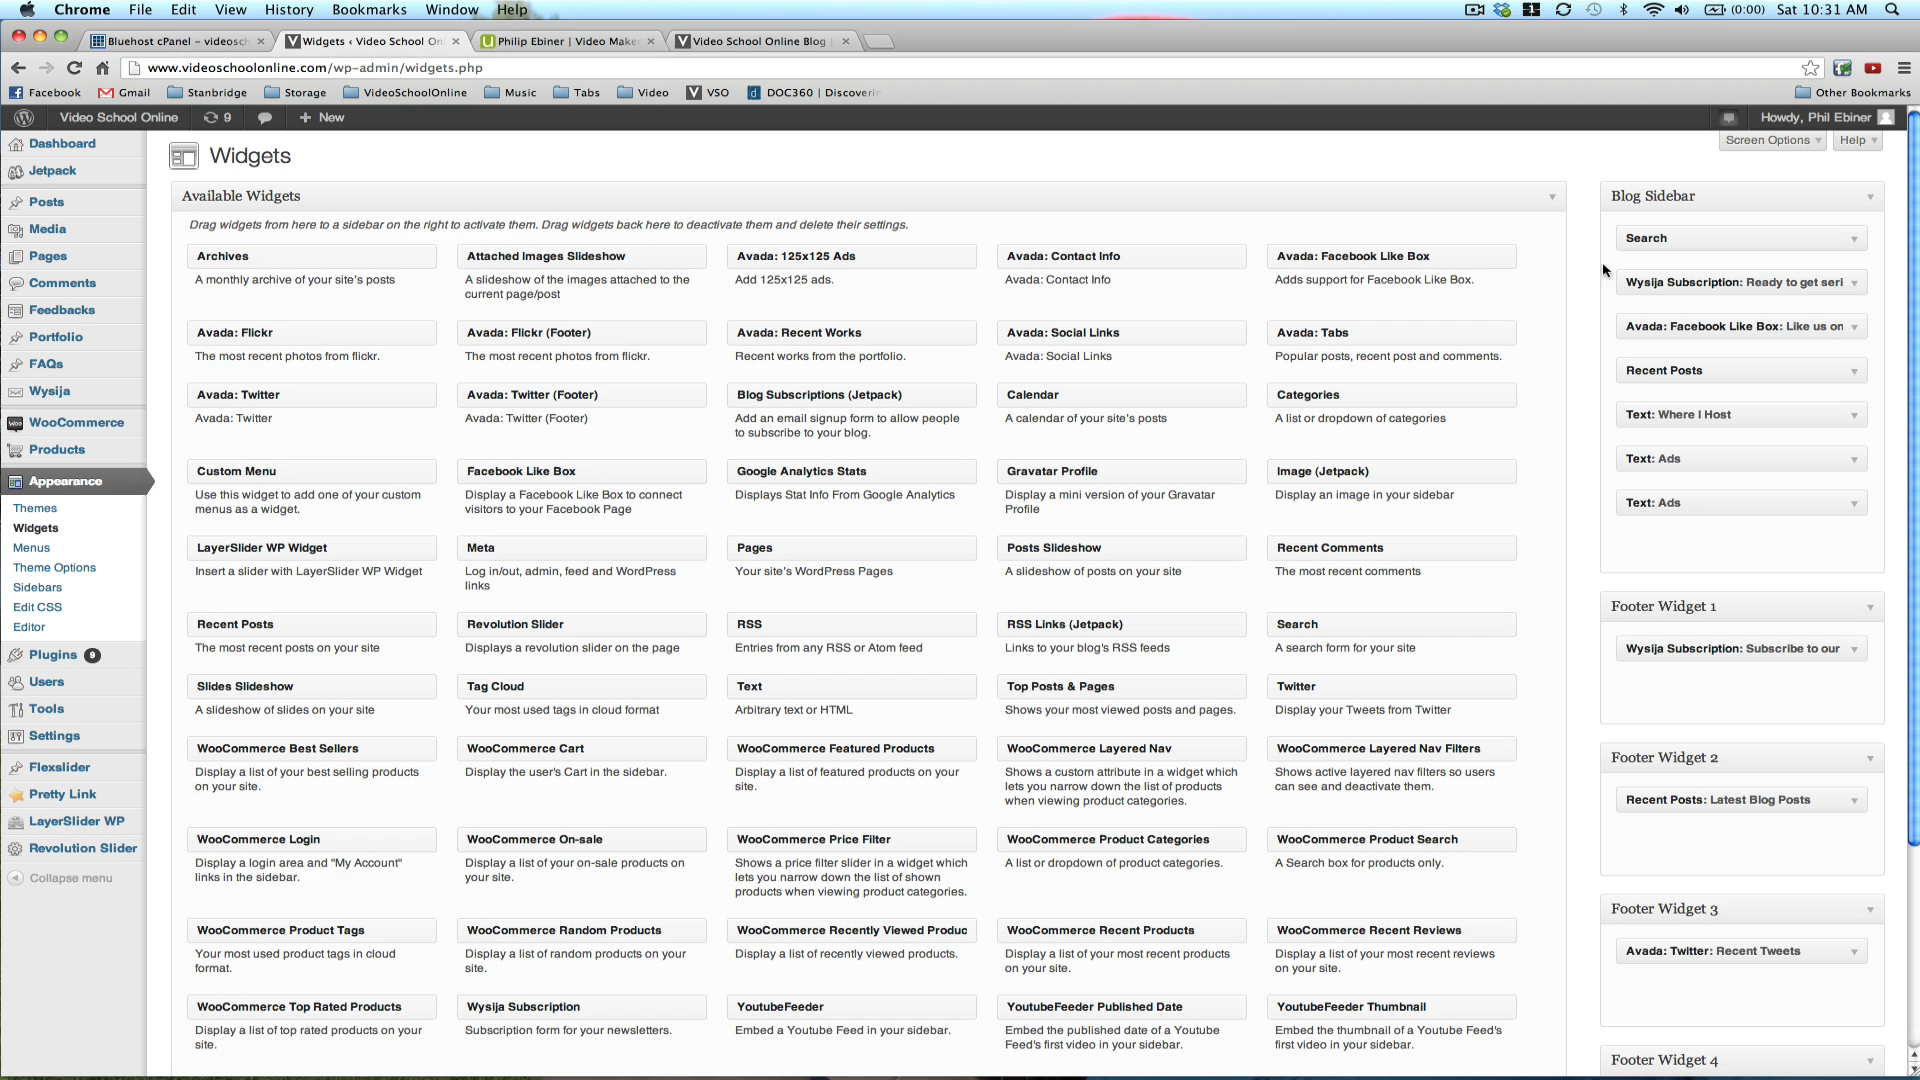 Chrome File Edit View History Bookmarks Window Help (0:00) Sat 10:31 AM
Bluehost cPanel – videosch Widgets ‹ Video School Onl Philip Ebiner | Video Make Video School Online Blog |
www.videoschoolonline.com/wp-admin/widgets.php
Facebook Gmail Stanbridge Storage VideoSchoolOnline Music Tabs Video VSO DOC360 | Discoverin Other Bookmarks
Video School Online 9 + New Howdy, Phil Ebiner
Screen Options Help
Dashboard
Jetpack
Posts
Media
Pages
Comments
Feedbacks
Portfolio
FAQs
Wysija
WooCommerce
Products
Appearance
Themes
Widgets
Menus
Theme Options
Sidebars
Edit CSS
Editor
Plugins 9
Users
Tools
Settings
Flexslider
Pretty Link
LayerSlider WP
Revolution Slider
Collapse menu
Widgets
Available Widgets
Drag widgets from here to a sidebar on the right to activate them. Drag widgets back here to deactivate them and delete their settings.
Archives Attached Images Slideshow Avada: 125x125 Ads Avada: Contact Info Avada: Facebook Like Box
A monthly archive of your site's posts A slideshow of the images attached to the Add 125x125 ads. Avada: Contact Info Adds support for Facebook Like Box.
current page/post
Avada: Flickr Avada: Flickr (Footer) Avada: Recent Works Avada: Social Links Avada: Tabs
The most recent photos from flickr. The most recent photos from flickr. Recent works from the portfolio. Avada: Social Links Popular posts, recent post and comments.
Avada: Twitter Avada: Twitter (Footer) Blog Subscriptions (Jetpack) Calendar Categories
Avada: Twitter Avada: Twitter (Footer) Add an email signup form to allow people A calendar of your site's posts A list or dropdown of categories
to subscribe to your blog.
Custom Menu Facebook Like Box Google Analytics Stats Gravatar Profile Image (Jetpack)
Use this widget to add one of your custom Display a Facebook Like Box to connect Displays Stat Info From Google Analytics Display a mini version of your Gravatar Display an image in your sidebar
menus as a widget. visitors to your Facebook Page Profile
LayerSlider WP Widget Meta Pages Posts Slideshow Recent Comments
Insert a slider with LayerSlider WP Widget Log in/out, admin, feed and WordPress Your site's WordPress Pages A slideshow of posts on your site The most recent comments
links
Recent Posts Revolution Slider RSS RSS Links (Jetpack) Search
The most recent posts on your site Displays a revolution slider on the page Entries from any RSS or Atom feed Links to your blog's RSS feeds A search form for your site
Slides Slideshow Tag Cloud Text Top Posts & Pages Twitter
A slideshow of slides on your site Your most used tags in cloud format Arbitrary text or HTML Shows your most viewed posts and pages. Display your Tweets from Twitter
WooCommerce Best Sellers WooCommerce Cart WooCommerce Featured Products WooCommerce Layered Nav WooCommerce Layered Nav Filters
Display a list of your best selling products Display the user's Cart in the sidebar. Display a list of featured products on your Shows a custom attribute in a widget which Shows active layered nav filters so users
on your site. site. lets you narrow down the list of products can see and deactivate them.
when viewing product categories.
WooCommerce Login WooCommerce On-sale WooCommerce Price Filter WooCommerce Product Categories WooCommerce Product Search
Display a login area and "My Account" Display a list of your on-sale products on Shows a price filter slider in a widget which A list or dropdown of product categories. A Search box for products only.
links in the sidebar. your site. lets you narrow down the list of shown
products when viewing product categories.
WooCommerce Product Tags WooCommerce Random Products WooCommerce Recently Viewed Produc WooCommerce Recent Products WooCommerce Recent Reviews
Your most used product tags in cloud Display a list of random products on your Display a list of recently viewed products. Display a list of your most recent products Display a list of your most recent reviews
format. site. on your site. on your site.
WooCommerce Top Rated Products Wysija Subscription YoutubeFeeder YoutubeFeeder Published Date YoutubeFeeder Thumbnail
Display a list of top rated products on your Subscription form for your newsletters. Embed a Youtube Feed in your sidebar. Embed the published date of a Youtube Embed the thumbnail of a Youtube Feed's
site. Feed's first video in your sidebar. first video in your sidebar.
Blog Sidebar
Search
Wysija Subscription: Ready to get seri
Avada: Facebook Like Box: Like us on
Recent Posts
Text: Where I Host
Text: Ads
Text: Ads
Footer Widget 1
Wysija Subscription: Subscribe to our
Footer Widget 2
Recent Posts: Latest Blog Posts
Footer Widget 3
Avada: Twitter: Recent Tweets
Footer Widget 4